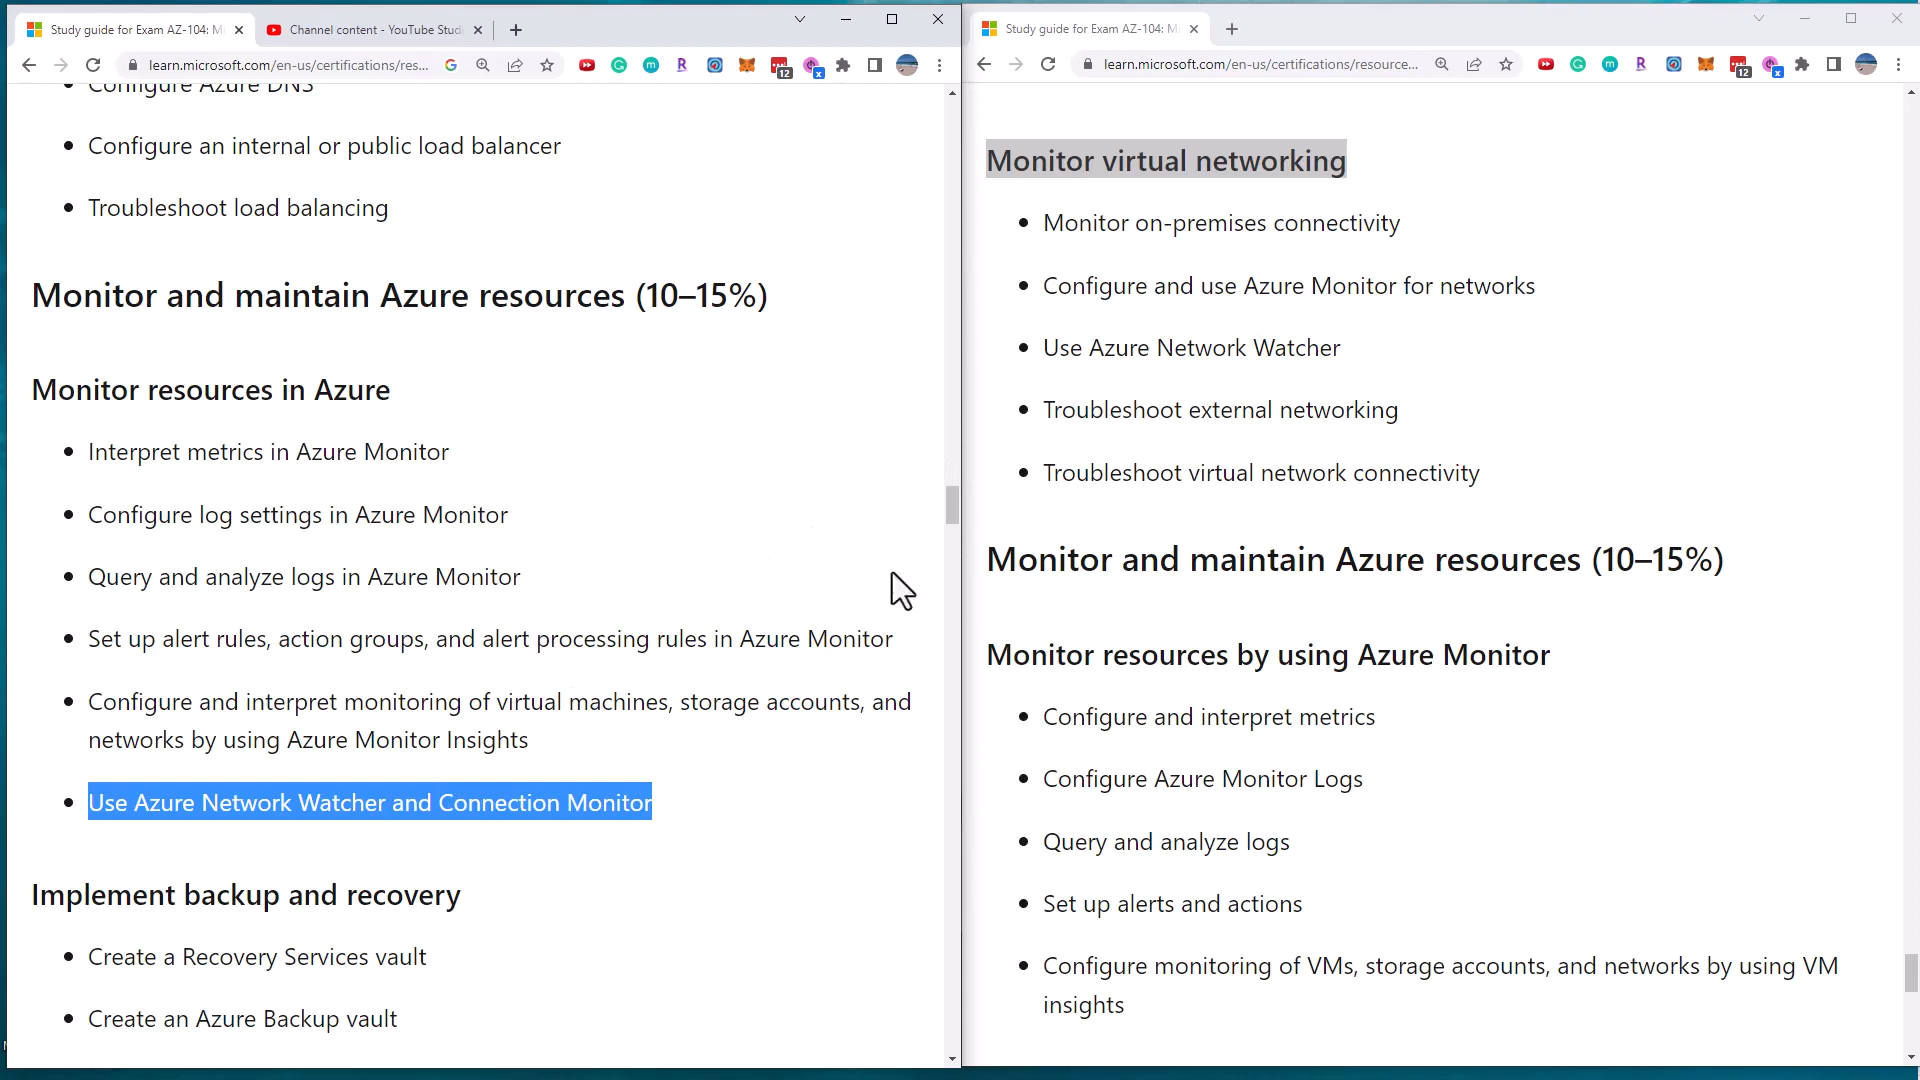 Study guide for Exam AZ-104: Mi
Channel content - YouTube Stud
learn.microsoft.com/en-us/certifications/res...
12
x
Configure Azure DNS
Configure an internal or public load balancer
Troubleshoot load balancing
Monitor and maintain Azure resources (10–15%)
Monitor resources in Azure
Interpret metrics in Azure Monitor
Configure log settings in Azure Monitor
Query and analyze logs in Azure Monitor
Set up alert rules, action groups, and alert processing rules in Azure Monitor
Configure and interpret monitoring of virtual machines, storage accounts, and
networks by using Azure Monitor Insights
Use Azure Network Watcher and Connection Monitor
Implement backup and recovery
Create a Recovery Services vault
Create an Azure Backup vault
Study guide for Exam AZ-104: Mi
learn.microsoft.com/en-us/certifications/resource...
12
x
Monitor virtual networking
Monitor on-premises connectivity
Configure and use Azure Monitor for networks
Use Azure Network Watcher
Troubleshoot external networking
Troubleshoot virtual network connectivity
Monitor and maintain Azure resources (10–15%)
Monitor resources by using Azure Monitor
Configure and interpret metrics
Configure Azure Monitor Logs
Query and analyze logs
Set up alerts and actions
Configure monitoring of VMs, storage accounts, and networks by using VM
insights